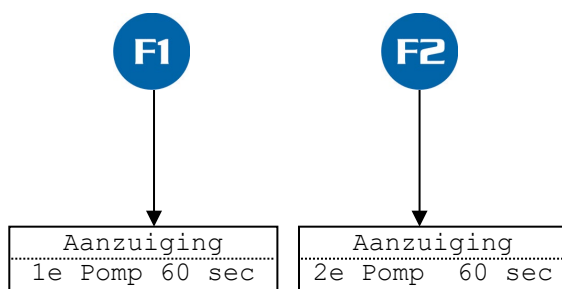 F1
F2
Aanzuiging
1e Pomp 60 sec
Aanzuiging
2e Pomp  60 sec